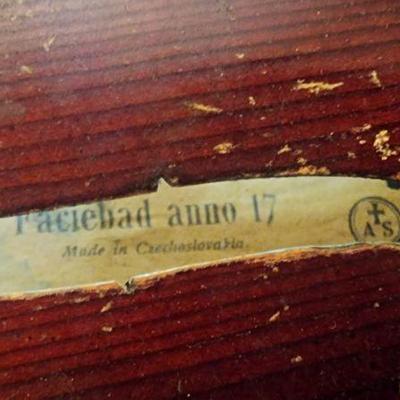 Faciebad anno 17
Made in Czechoslovakia
A S